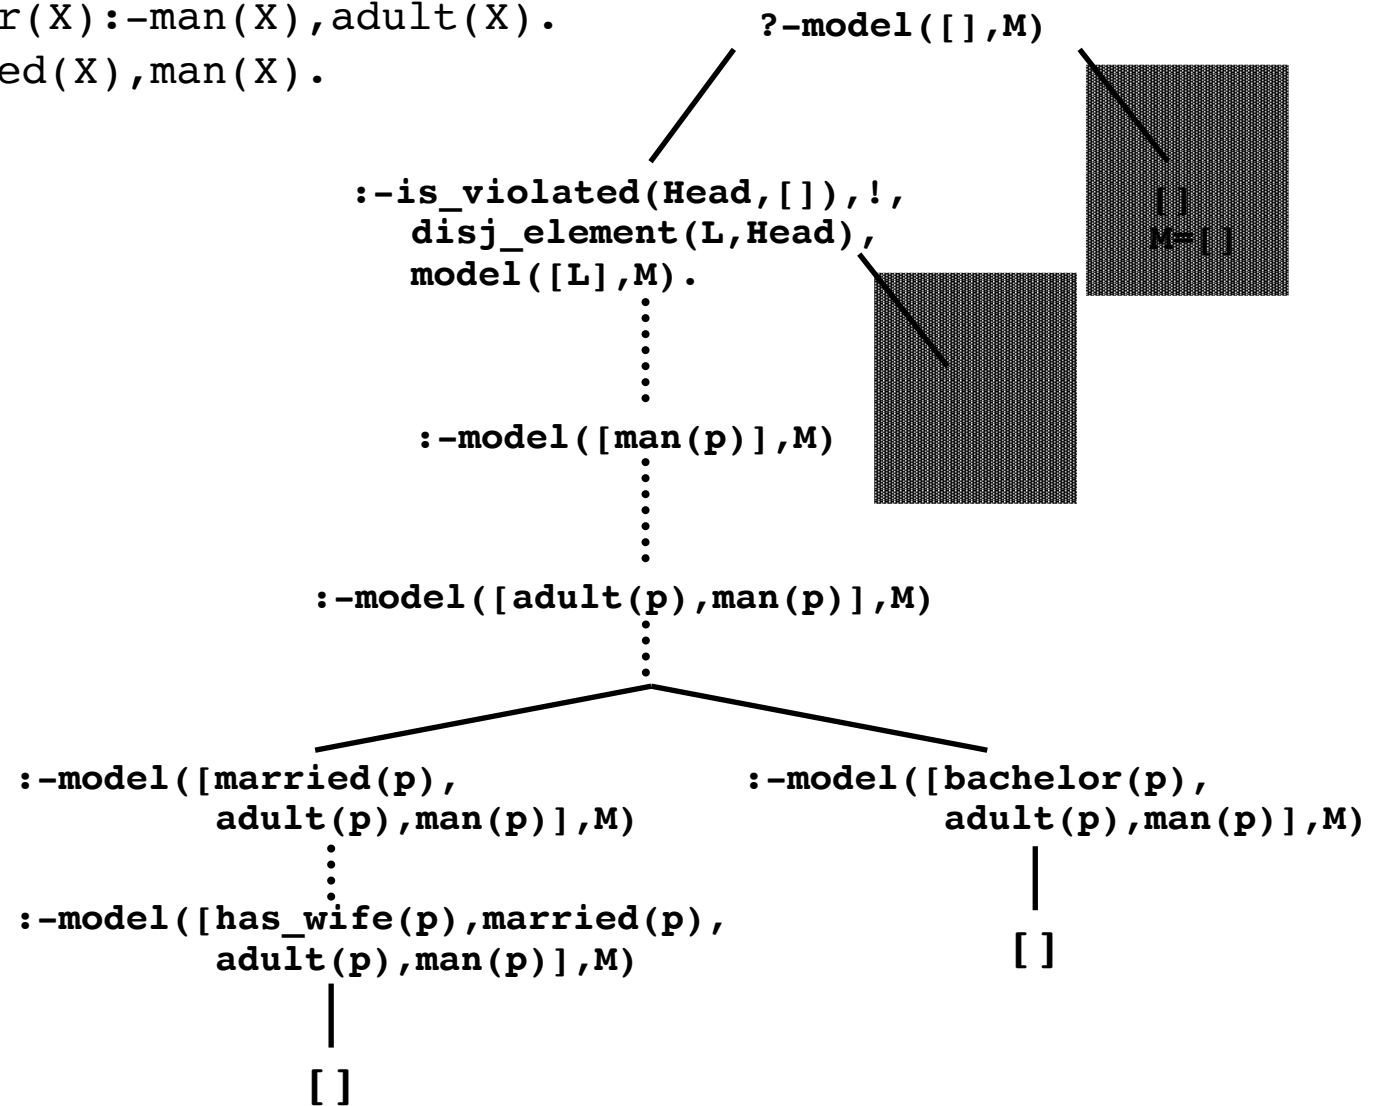 r(X):-man(X),adult(X).
ed(X),man(X).
?-model([],M)
:-is_violated(Head,[]),!,
disj_element(L,Head),
model([L],M).
[]
M=[]
:-model([man(p)],M)
:-model([adult(p),man(p)],M)
:-model([married(p),
adult(p),man(p)],M)
:-model([bachelor(p),
adult(p),man(p)],M)
:-model([has_wife(p),married(p),
adult(p),man(p)],M)
[]
[]